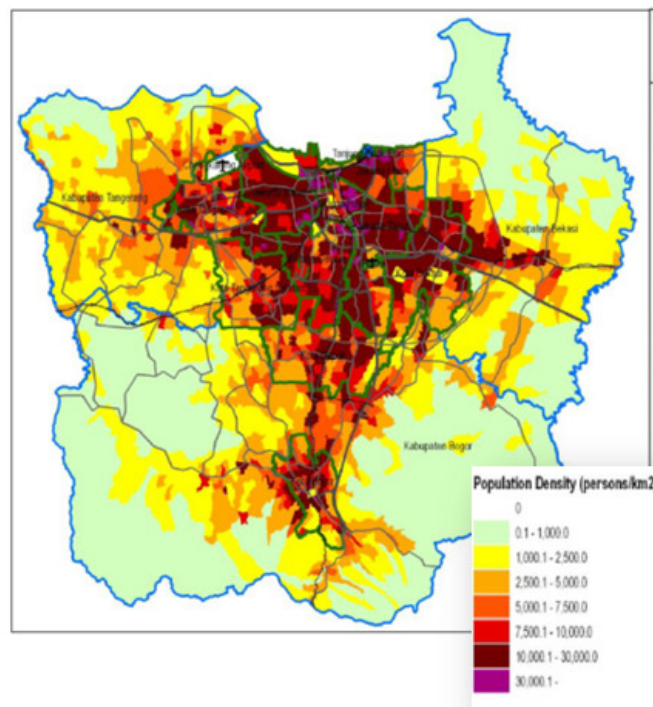 Kabupaten Tangerang
Kabupaten Bekasi
Kabupaten Bogor
Population Density (persons/km2
0
0.1 - 1,000.0
1,000.1 - 2,500.0
2,500.1 - 5,000.0
5,000.1 - 7,500.0
7,500.1 - 10,000.0
10,000.1 - 30,000.0
30,000.1 -